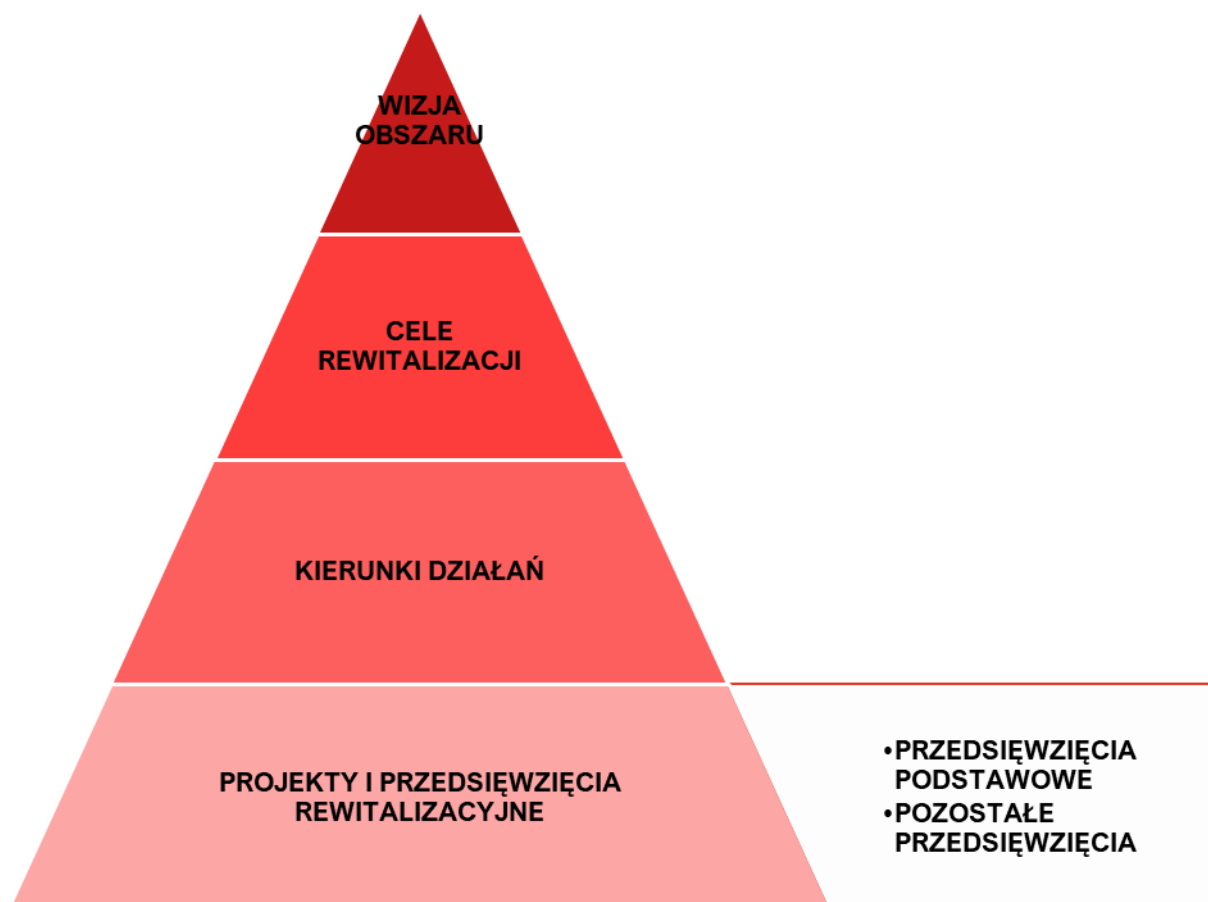 WIZJA
OBSZARU
CELE
REWITALIZACJI
KIERUNKI DZIAŁAŃ
PROJEKTY I PRZEDSIĘWZIĘCIA
REWITALIZACYJNE
•PRZEDSIĘWZIĘCIA
PODSTAWOWE
•POZOSTAŁE
PRZEDSIĘWZIĘCIA